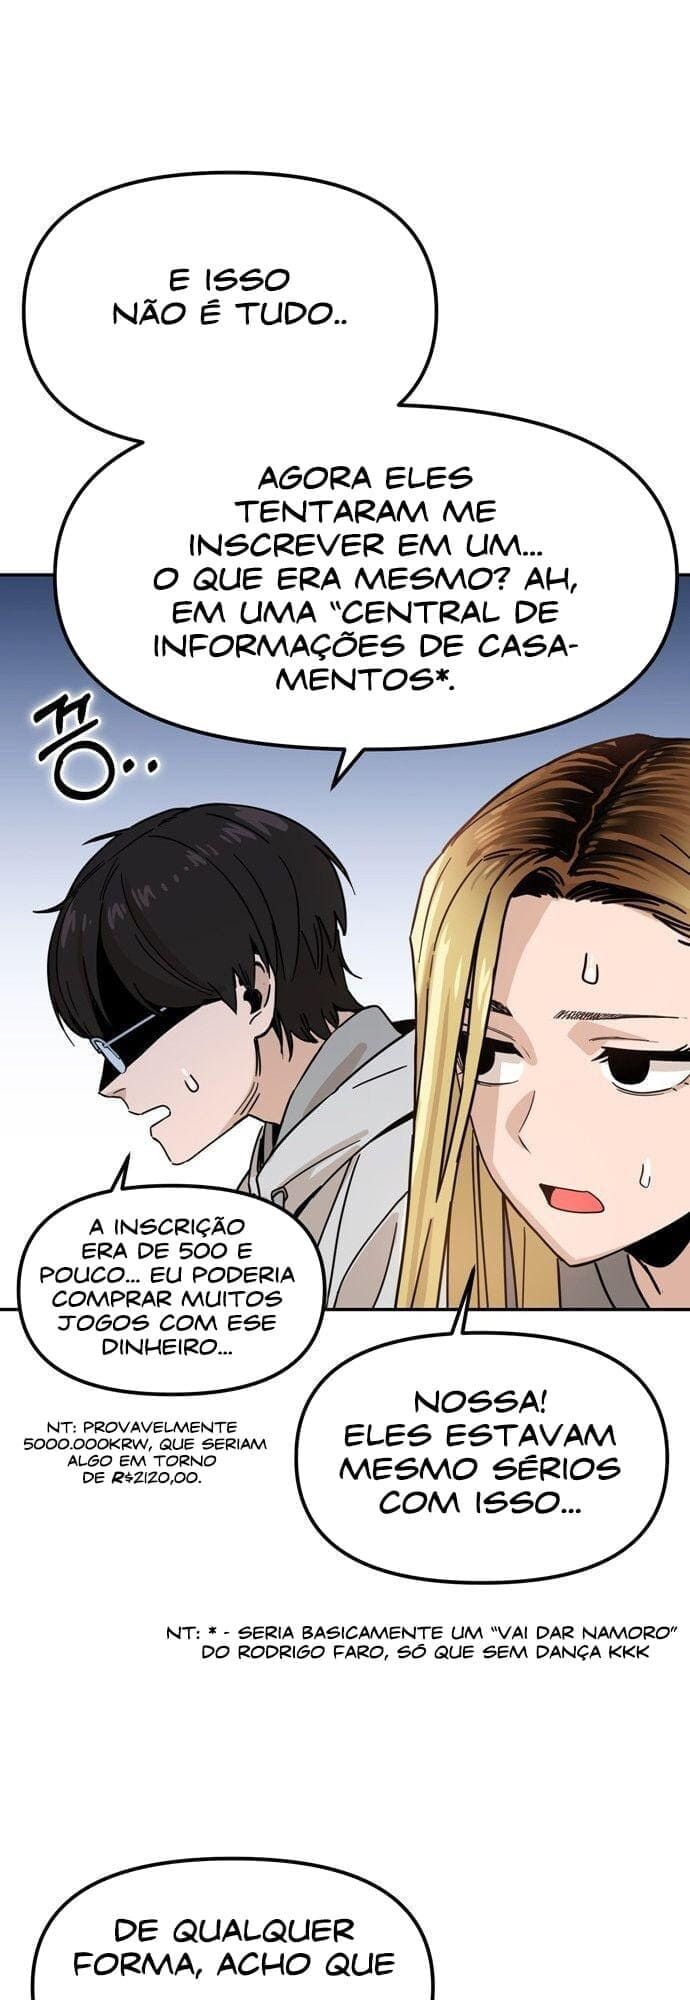 E ISSO
NÃO É TUDO..
AGORA ELES
TENTARAM ME
INSCREVER EM UM...
O QUE ERA MESMO? AH,
EM UMA "CENTRAL DE
INFORMAÇÕES DE CASA-
MENTOS*.
끙..
A INSCRIÇÃO
ERA DE 500 E
POUCO... EU PODERIA
COMPRAR MUITOS
JOGOS COM ESE
DINHEIRO...
NT: PROVAVELMENTE
5000.000KRW, QUE SERIAM
ALGO EM TORNO
DE R$2120,00.
NOSSA!
ELES ESTAVAM
MESMO SÉRIOS
COM ISSO...
NT: * - SERIA BASICAMENTE UM "VAI DAR NAMORO"
DO RODRIGO FARO, SÓ QUE SEM DANÇA KKK
DE QUALQUER
FORMA, ACHO QUE